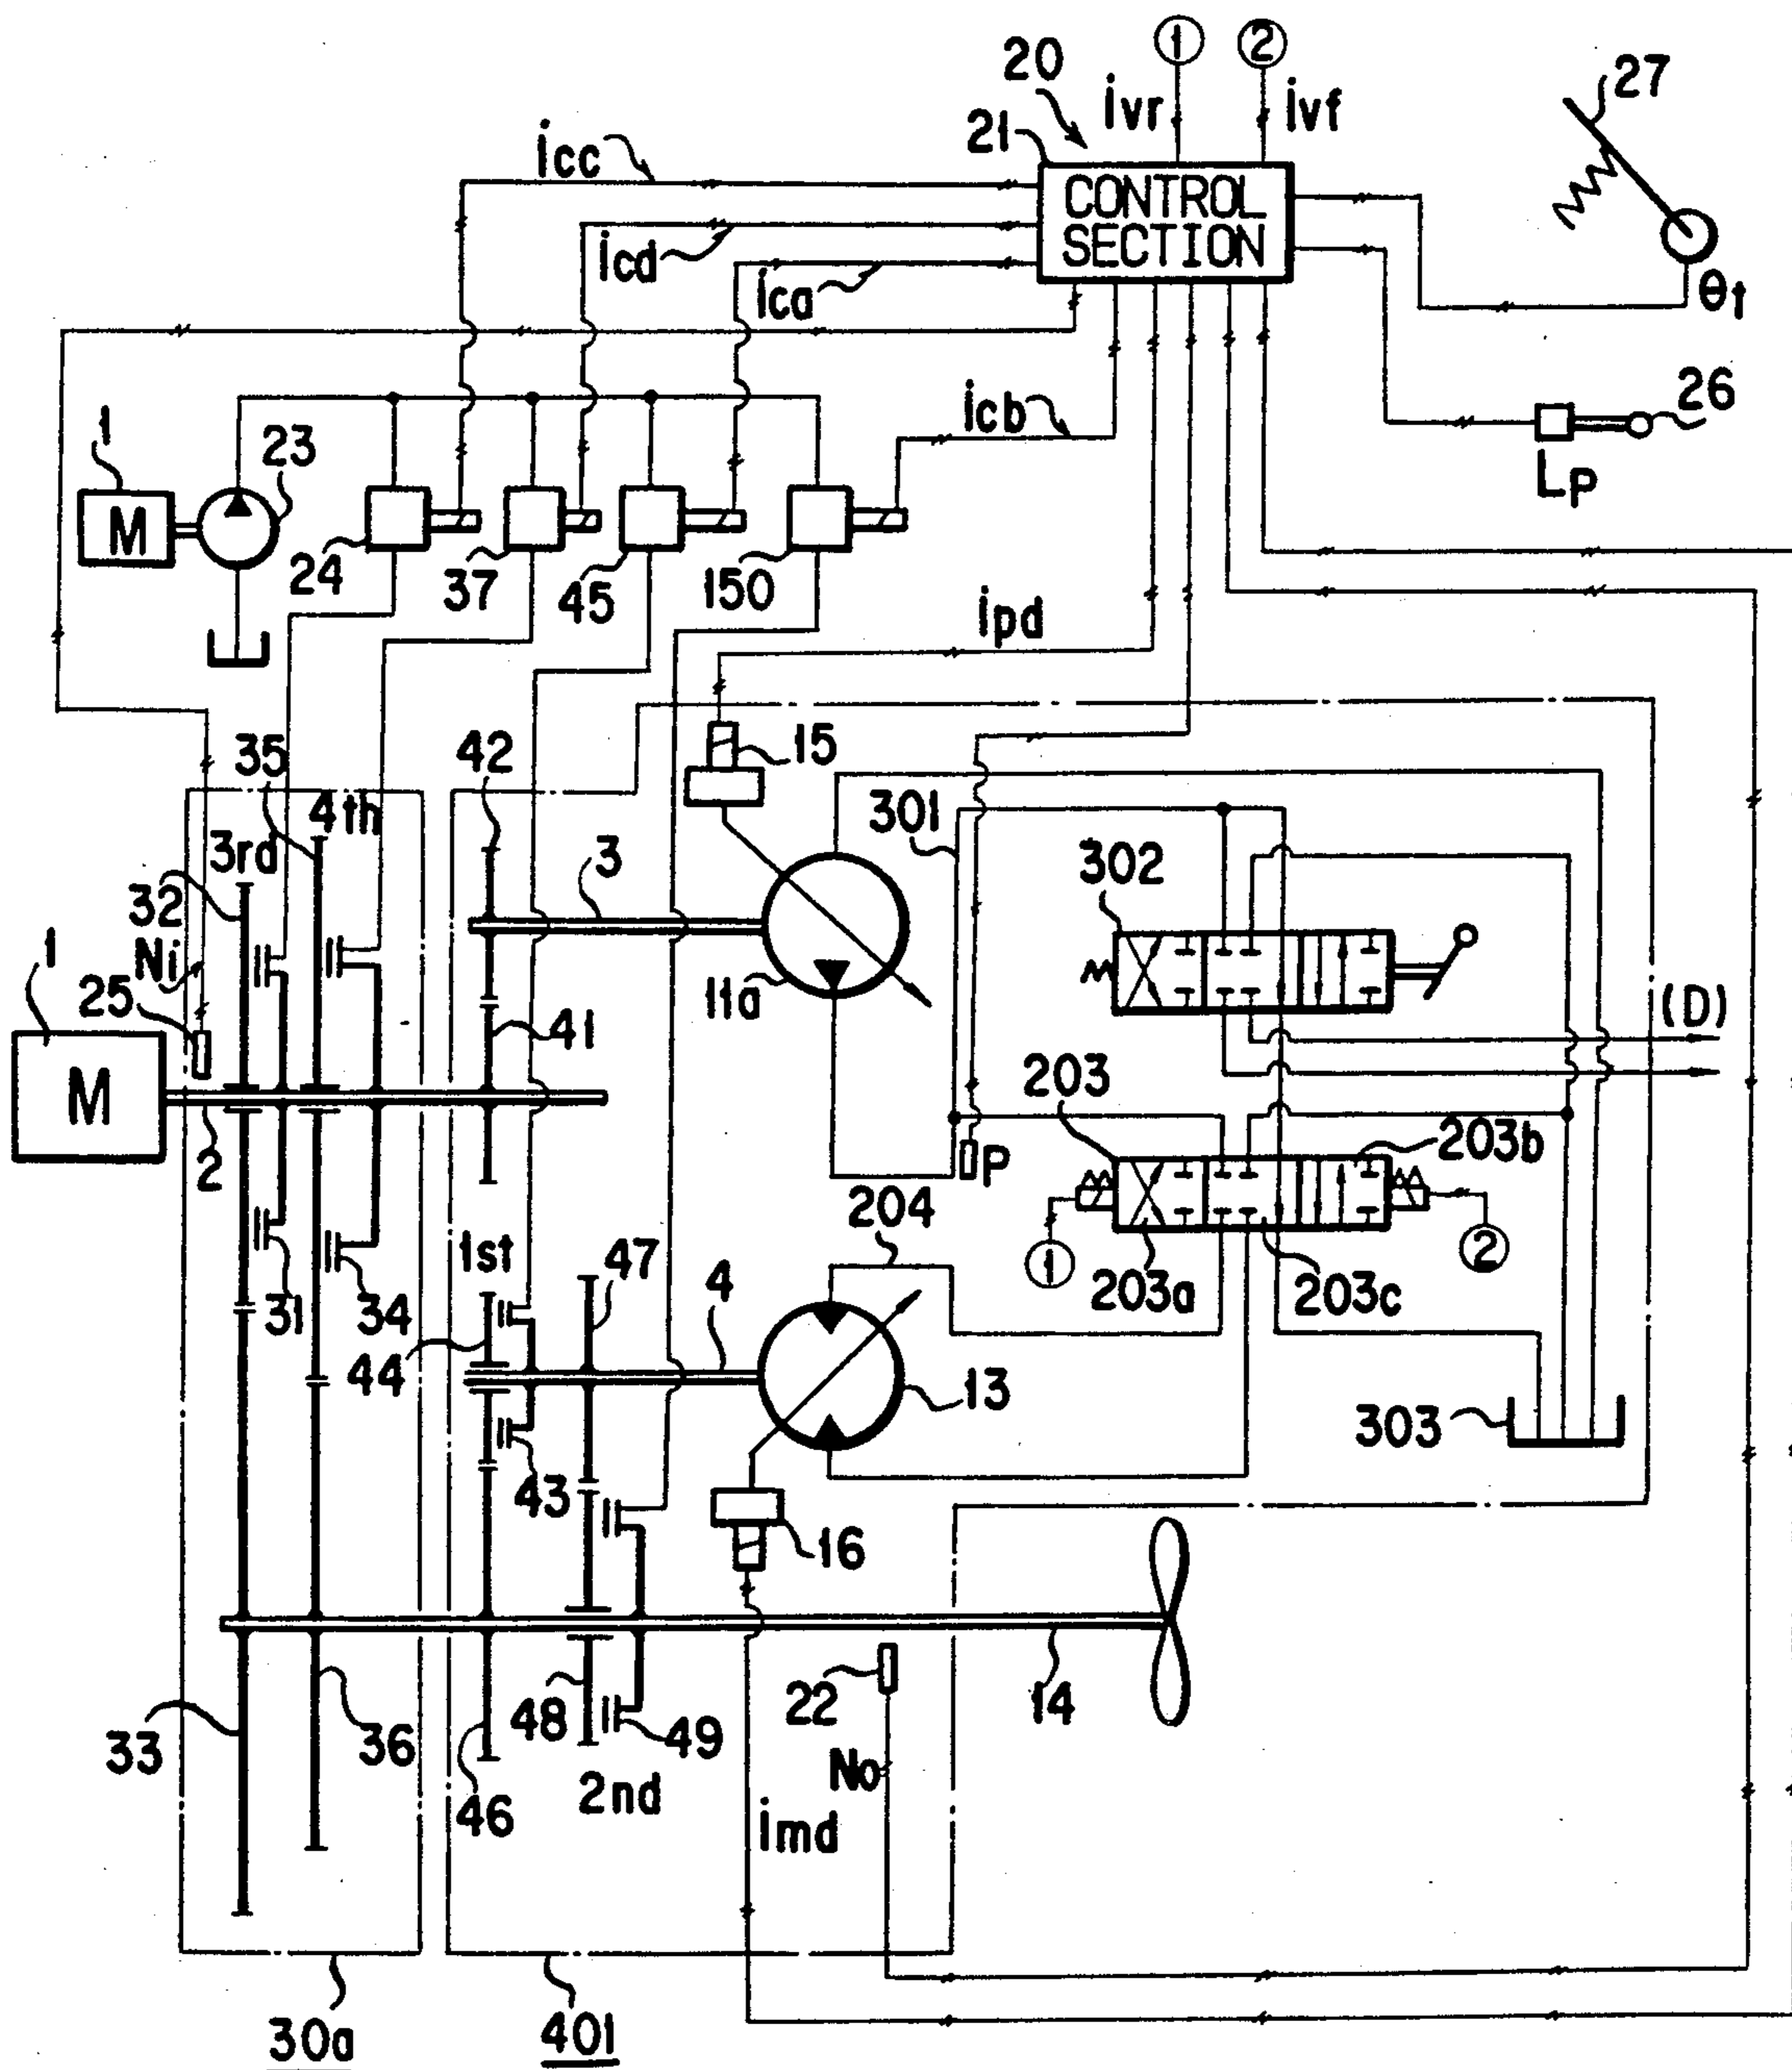 1 2
20 ivr ivf 27
21
icc
CONTROL
SECTION
icd
ica
θt
icb
26
Lp
1 23
M
24 37 45 150
ipd
35 42 15
4th
3rd 301
32 3 302
Ni
1 25
11a
41 (D)
M
203
2 P 203b
204
1st 47 4
1 2
31 34 203a 203c
44 13
303
43
16
22 14
33 36 48 49
46 2nd No
imd
30a 401